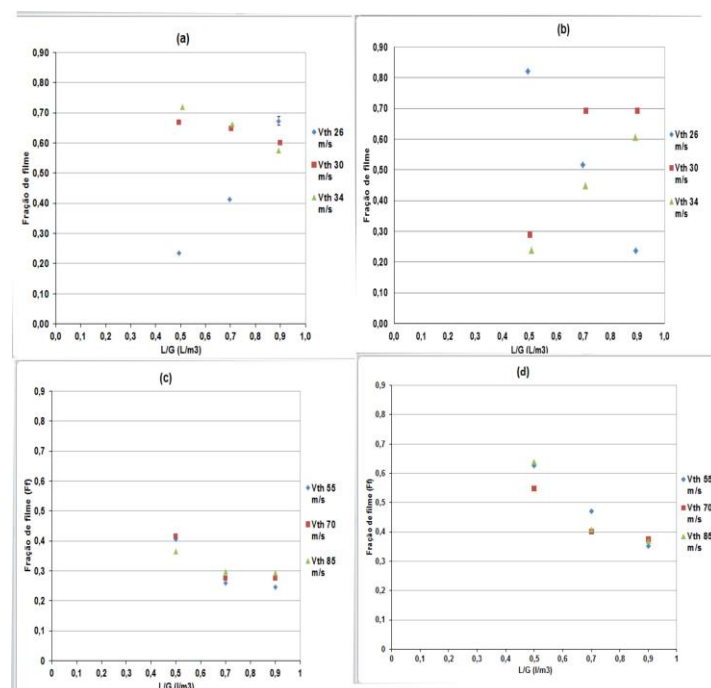 (a)
0,90
0,80
0,70
0,60
0,50
0,40
0,30
0,20
0,10
0,00
Fração de filme
0,0 0,1 0,2 0,3 0,4 0,5 0,6 0,7 0,8 0,9 1,0
L/G (L/m3)
Vth 26
m/s
Vth 30
m/s
Vth 34
m/s
(b)
0,90
0,80
0,70
0,60
0,50
0,40
0,30
0,20
0,10
0,00
Fração de filme
0,0 0,1 0,2 0,3 0,4 0,5 0,6 0,7 0,8 0,9 1,0
L/G (L/m3)
Vth 26
m/s
Vth 30
m/s
Vth 34
m/s
(c)
0,9
0,8
0,7
0,6
0,5
0,4
0,3
0,2
0,1
0
Fração de filme (Ff)
0 0,1 0,2 0,3 0,4 0,5 0,6 0,7 0,8 0,9 1
L/G (l/m3)
Vth 55
m/s
Vth 70
m/s
Vth 85
m/s
(d)
0,9
0,8
0,7
0,6
0,5
0,4
0,3
0,2
0,1
0
Fração de filme (Ff)
0 0,1 0,2 0,3 0,4 0,5 0,6 0,7 0,8 0,9 1
L/G (l/m3)
Vth 55
m/s
Vth 70
m/s
Vth 85
m/s